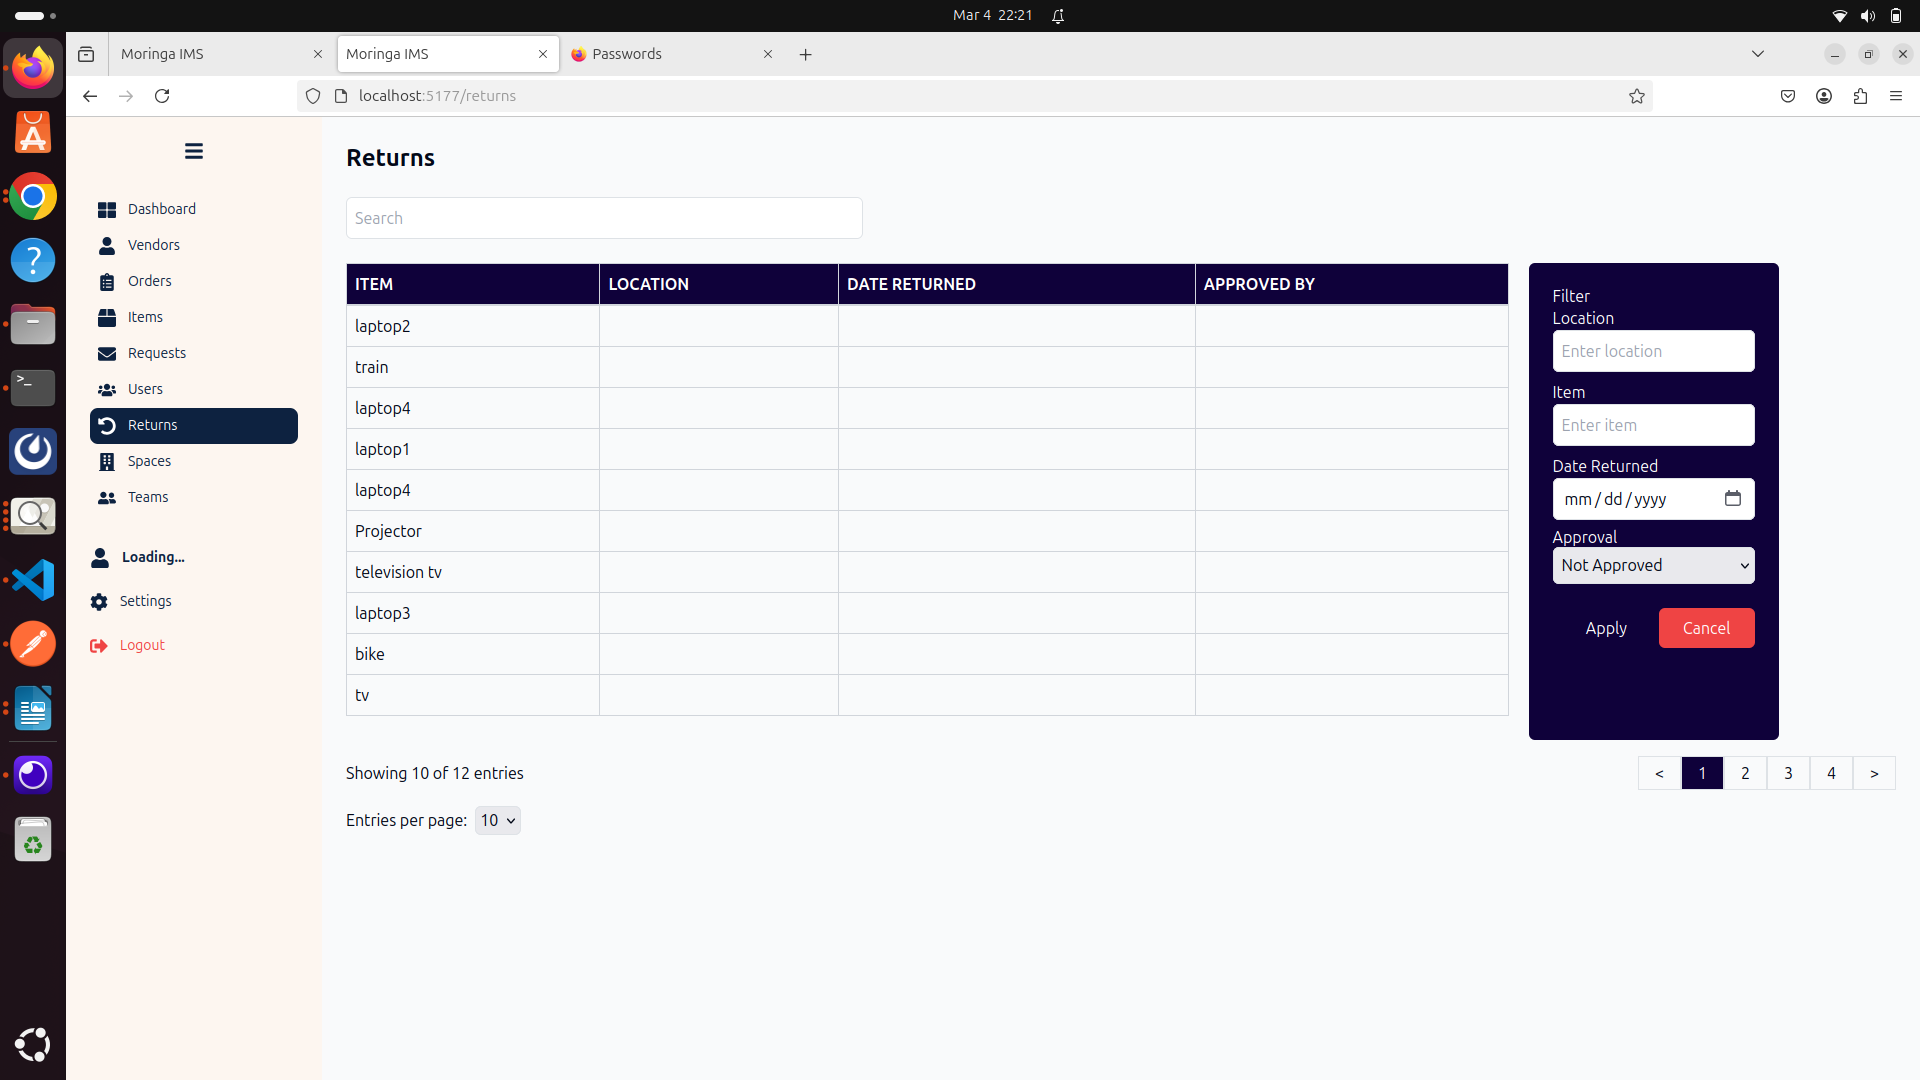 Mar 4 22:21
Moringa IMS
Moringa IMS
Passwords
localhost:5177/returns
Dashboard
Vendors
Orders
Items
Requests
Users
Returns
Spaces
Teams
Loading...
Settings
Logout
Returns
Search
ITEM LOCATION DATE RETURNED APPROVED BY
laptop2
train
laptop4
laptop1
laptop4
Projector
television tv
laptop3
bike
tv
Filter
Location
Enter location
Item
Enter item
Date Returned
mm/dd/yyyy
Approval
Not Approved
Apply Cancel
Showing 10 of 12 entries
< 1 2 3 4 >
Entries per page: 10